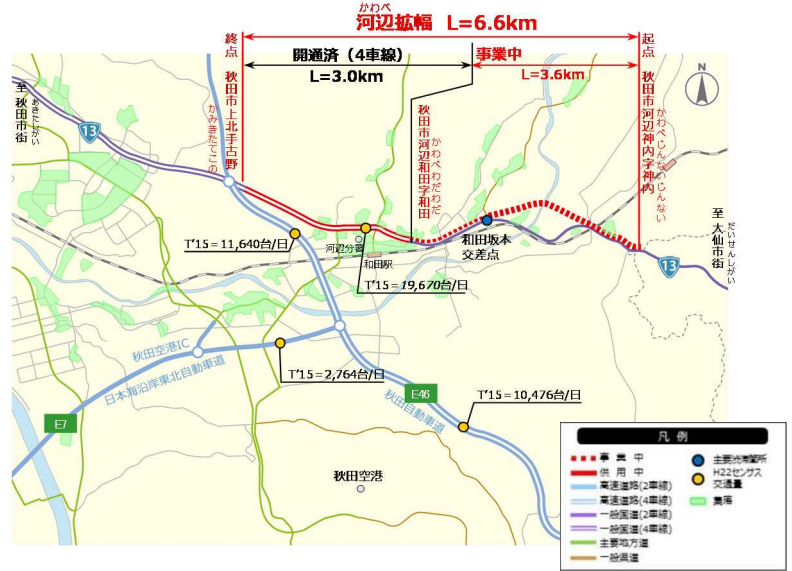 かわべ
河辺拡幅 L=6.6km
開通済（4車線）
L=3.0km
事業中
L=3.6km
終点 秋田市上北手古野
かみきたてこの
起点 秋田市河辺神内字神内
かわべじんないじんない
秋田市河辺和田字和田
かわべわだわだ
至 秋田市街
あきたしがい
13
N
至 大仙市街
だいせんしがい
13
T'15=11,640台/日
河辺分署
和田駅
和田坂本
交差点
T'15=19,670台/日
秋田空港IC
日本海沿岸東北自動車道
T'15=2,764台/日
E7
E46
秋田自動車道
T'15=10,476台/日
秋田空港
凡 例
事 業 中
供 用 中
高速道路(2車線)
高速道路(4車線)
一般国道(2車線)
一般国道(4車線)
主要地方道
一般県道
主要渋滞箇所
H22センサス
交通量
集落